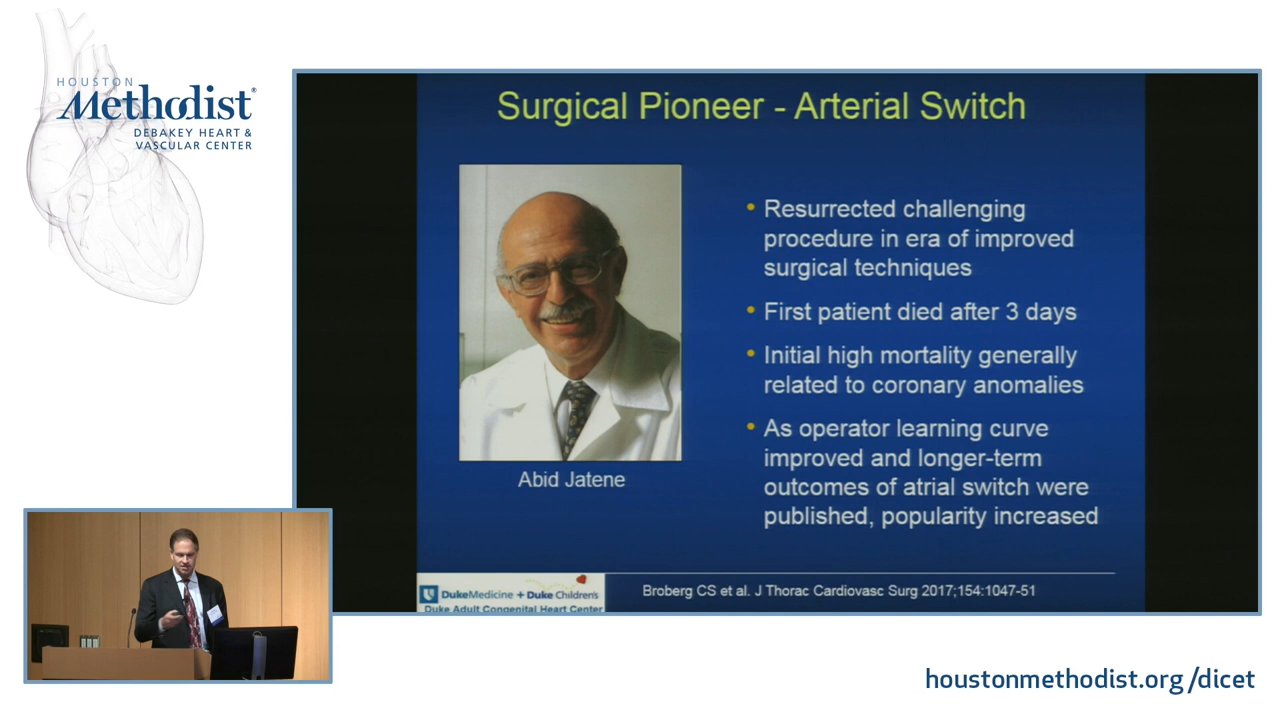 HOUSTON
Methodist®
DEBAKEY HEART &
VASCULAR CENTER
Surgical Pioneer - Arterial Switch
• Resurrected challenging
procedure in era of improved
surgical techniques
• First patient died after 3 days
• Initial high mortality generally
related to coronary anomalies
• As operator learning curve
improved and longer-term
outcomes of atrial switch were
published, popularity increased
Abid Jatene
DukeMedicine + Duke Children's
Duke Adult Congenital Heart Center
Broberg CS et al. J Thorac Cardiovasc Surg 2017;154:1047-51
houstonmethodist.org/dicet